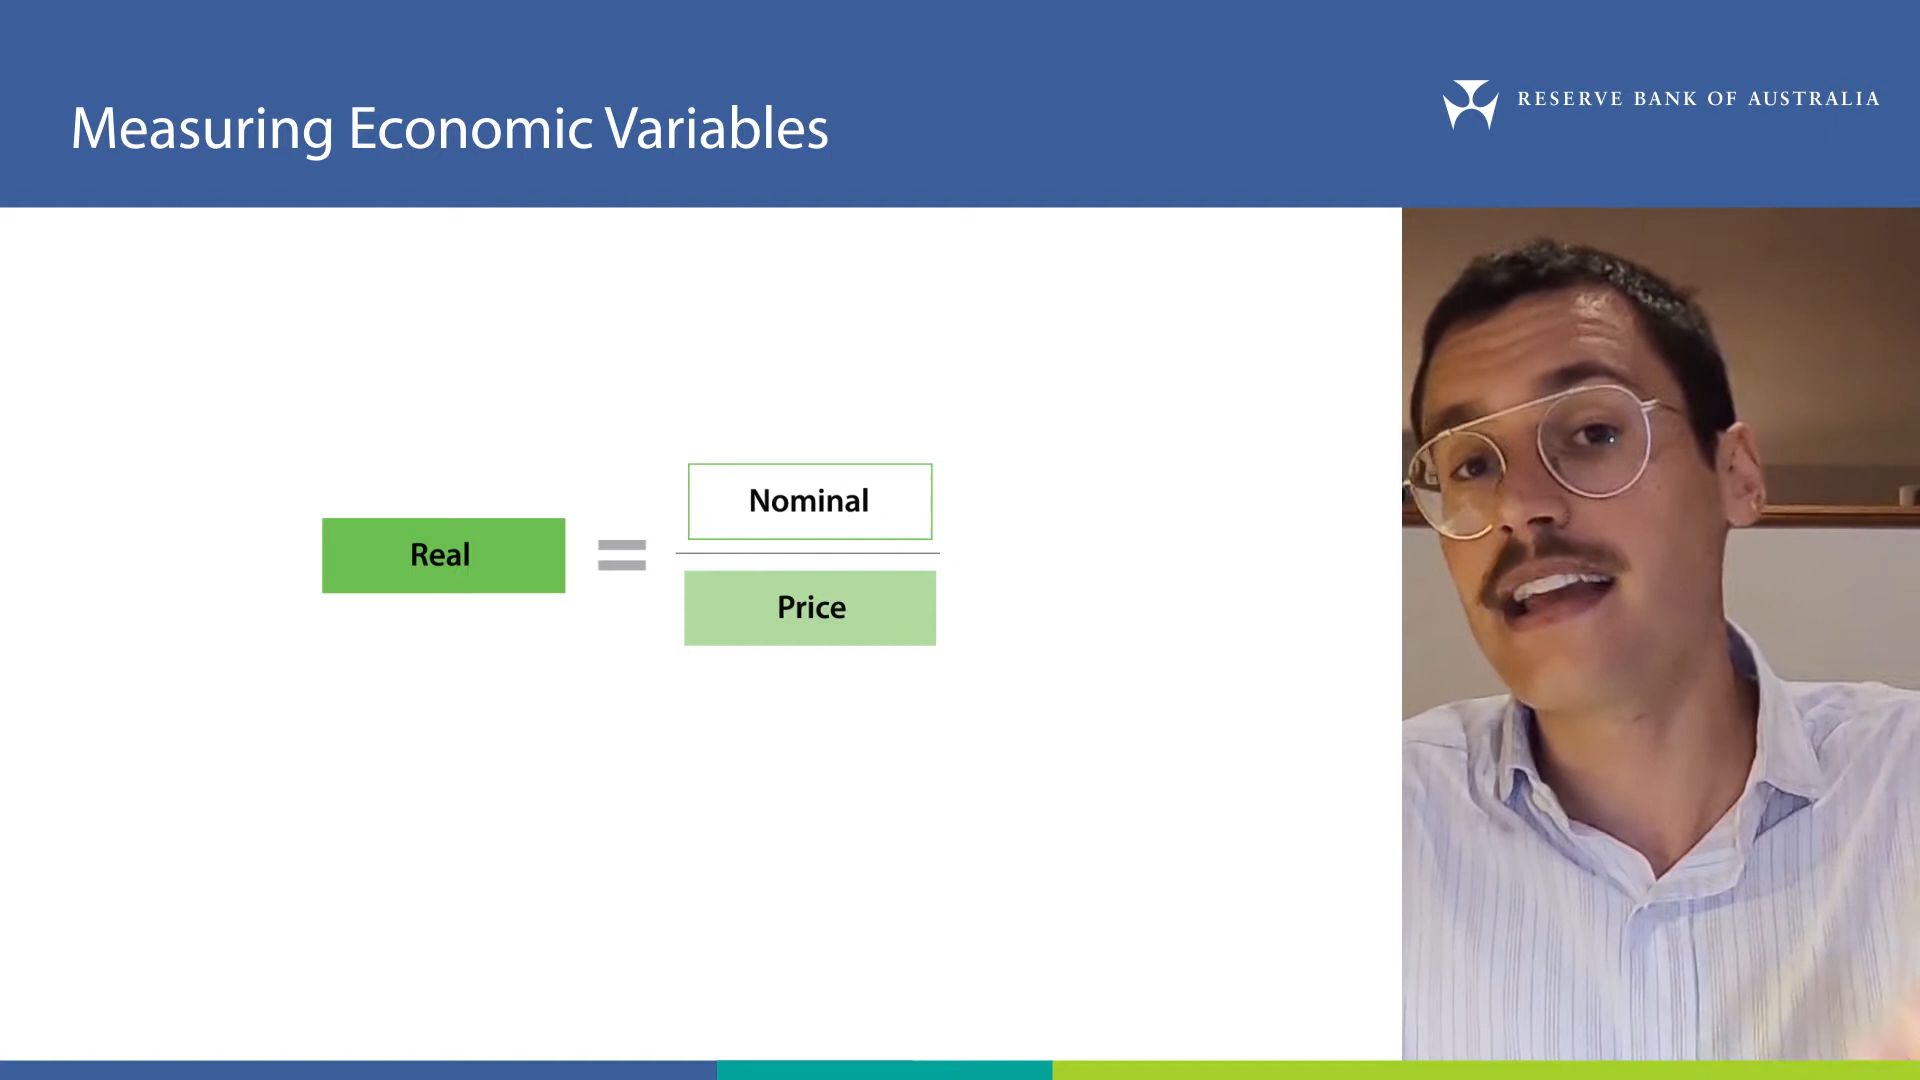 Measuring Economic Variables
RESERVE BANK OF AUSTRALIA
Nominal
Real
=
Price